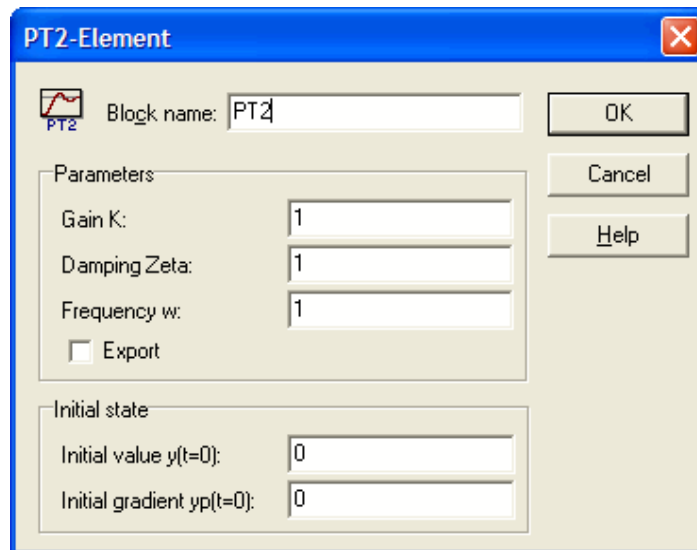 PT2-Element
PT2
Block name: PT2
OK
Parameters
Cancel
Gain K: 1
Help
Damping Zeta: 1
Frequency w: 1
Export
Initial state
Initial value y(t=0): 0
Initial gradient yp(t=0): 0